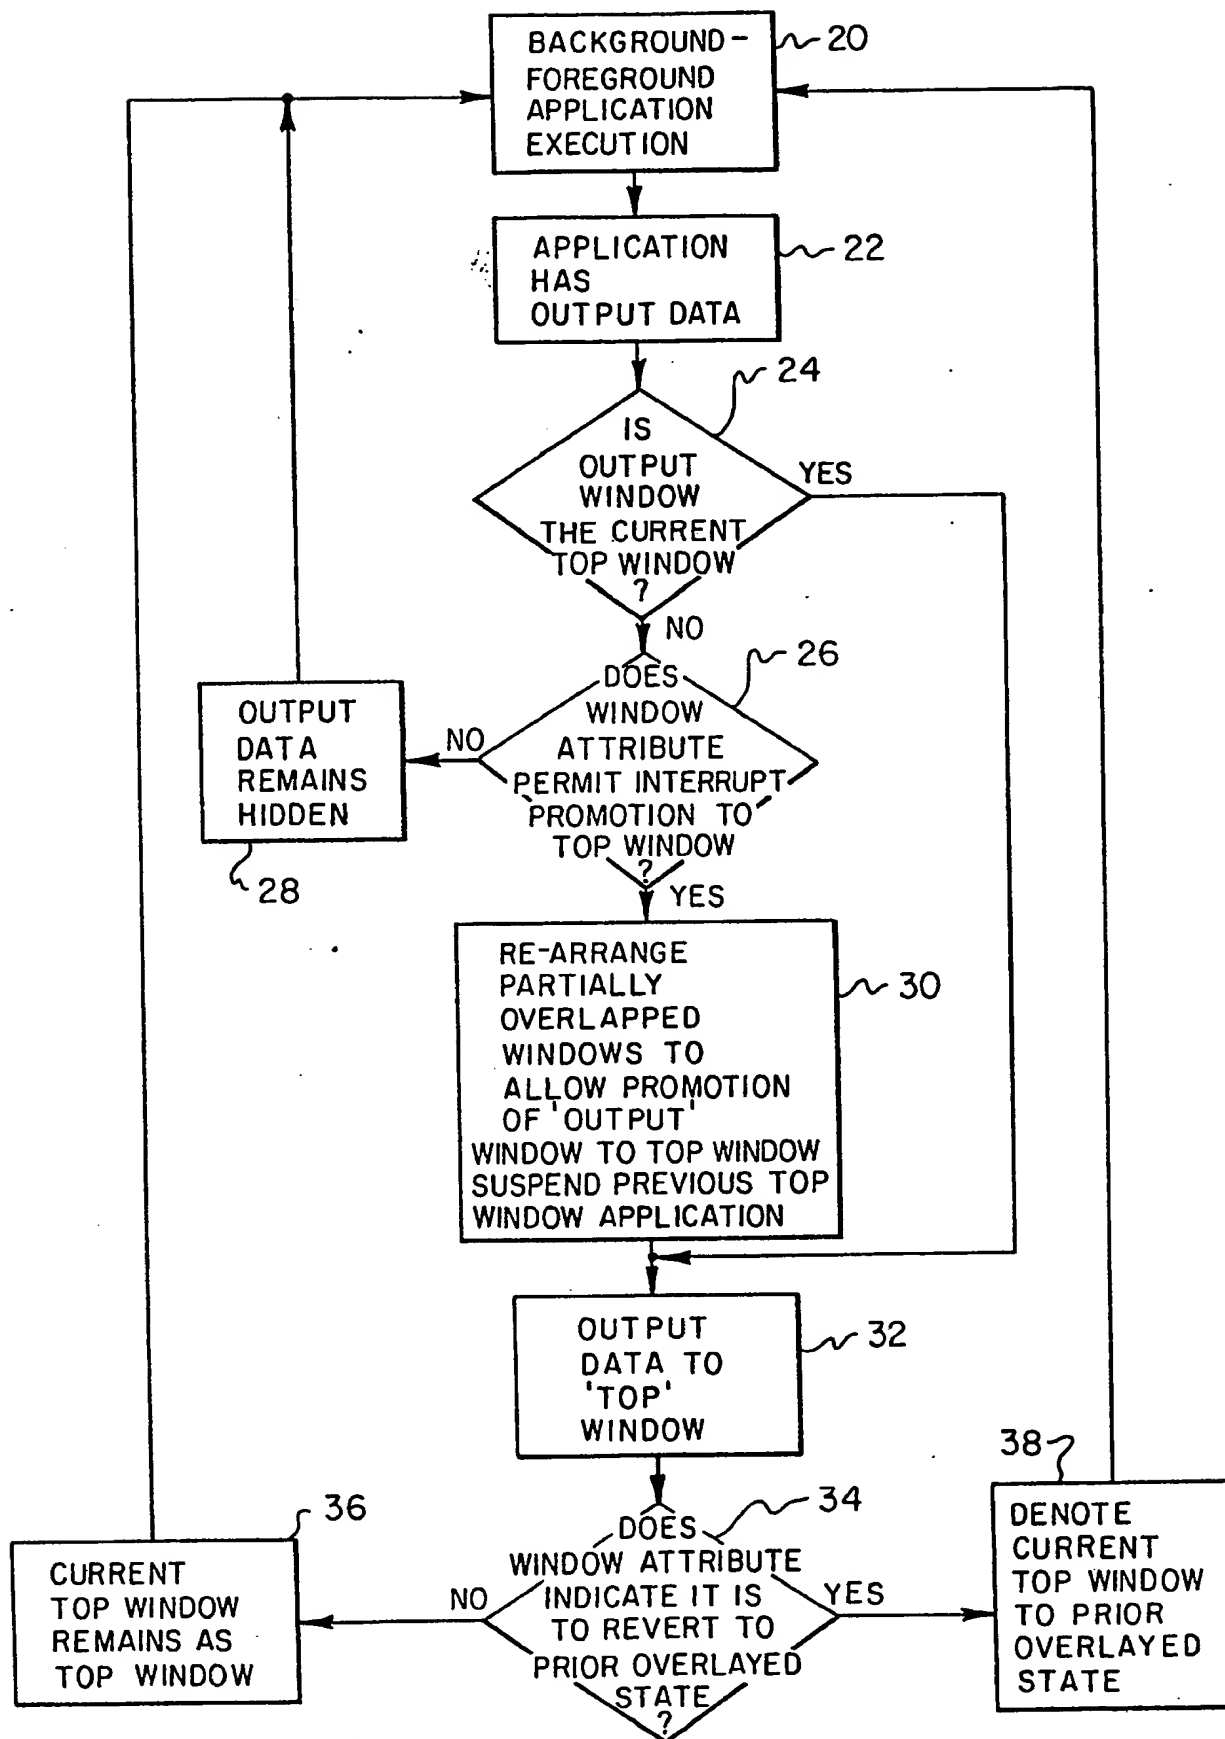 BACKGROUND-
FOREGROUND
APPLICATION
EXECUTION
20
APPLICATION
HAS
OUTPUT DATA
22
24
IS
OUTPUT
WINDOW
THE CURRENT
TOP WINDOW
?
YES
NO
26
DOES
WINDOW
ATTRIBUTE
PERMIT INTERRUPT
PROMOTION TO
TOP WINDOW
?
NO
YES
OUTPUT
DATA
REMAINS
HIDDEN
28
RE-ARRANGE
PARTIALLY
OVERLAPPED
WINDOWS TO
ALLOW PROMOTION
OF 'OUTPUT'
WINDOW TO TOP WINDOW
SUSPEND PREVIOUS TOP
WINDOW APPLICATION
30
OUTPUT
DATA TO
'TOP'
WINDOW
32
34
DOES
WINDOW ATTRIBUTE
INDICATE IT IS
TO REVERT TO
PRIOR OVERLAYED
STATE
?
NO
YES
36
CURRENT
TOP WINDOW
REMAINS AS
TOP WINDOW
38
DENOTE
CURRENT
TOP WINDOW
TO PRIOR
OVERLAYED
STATE